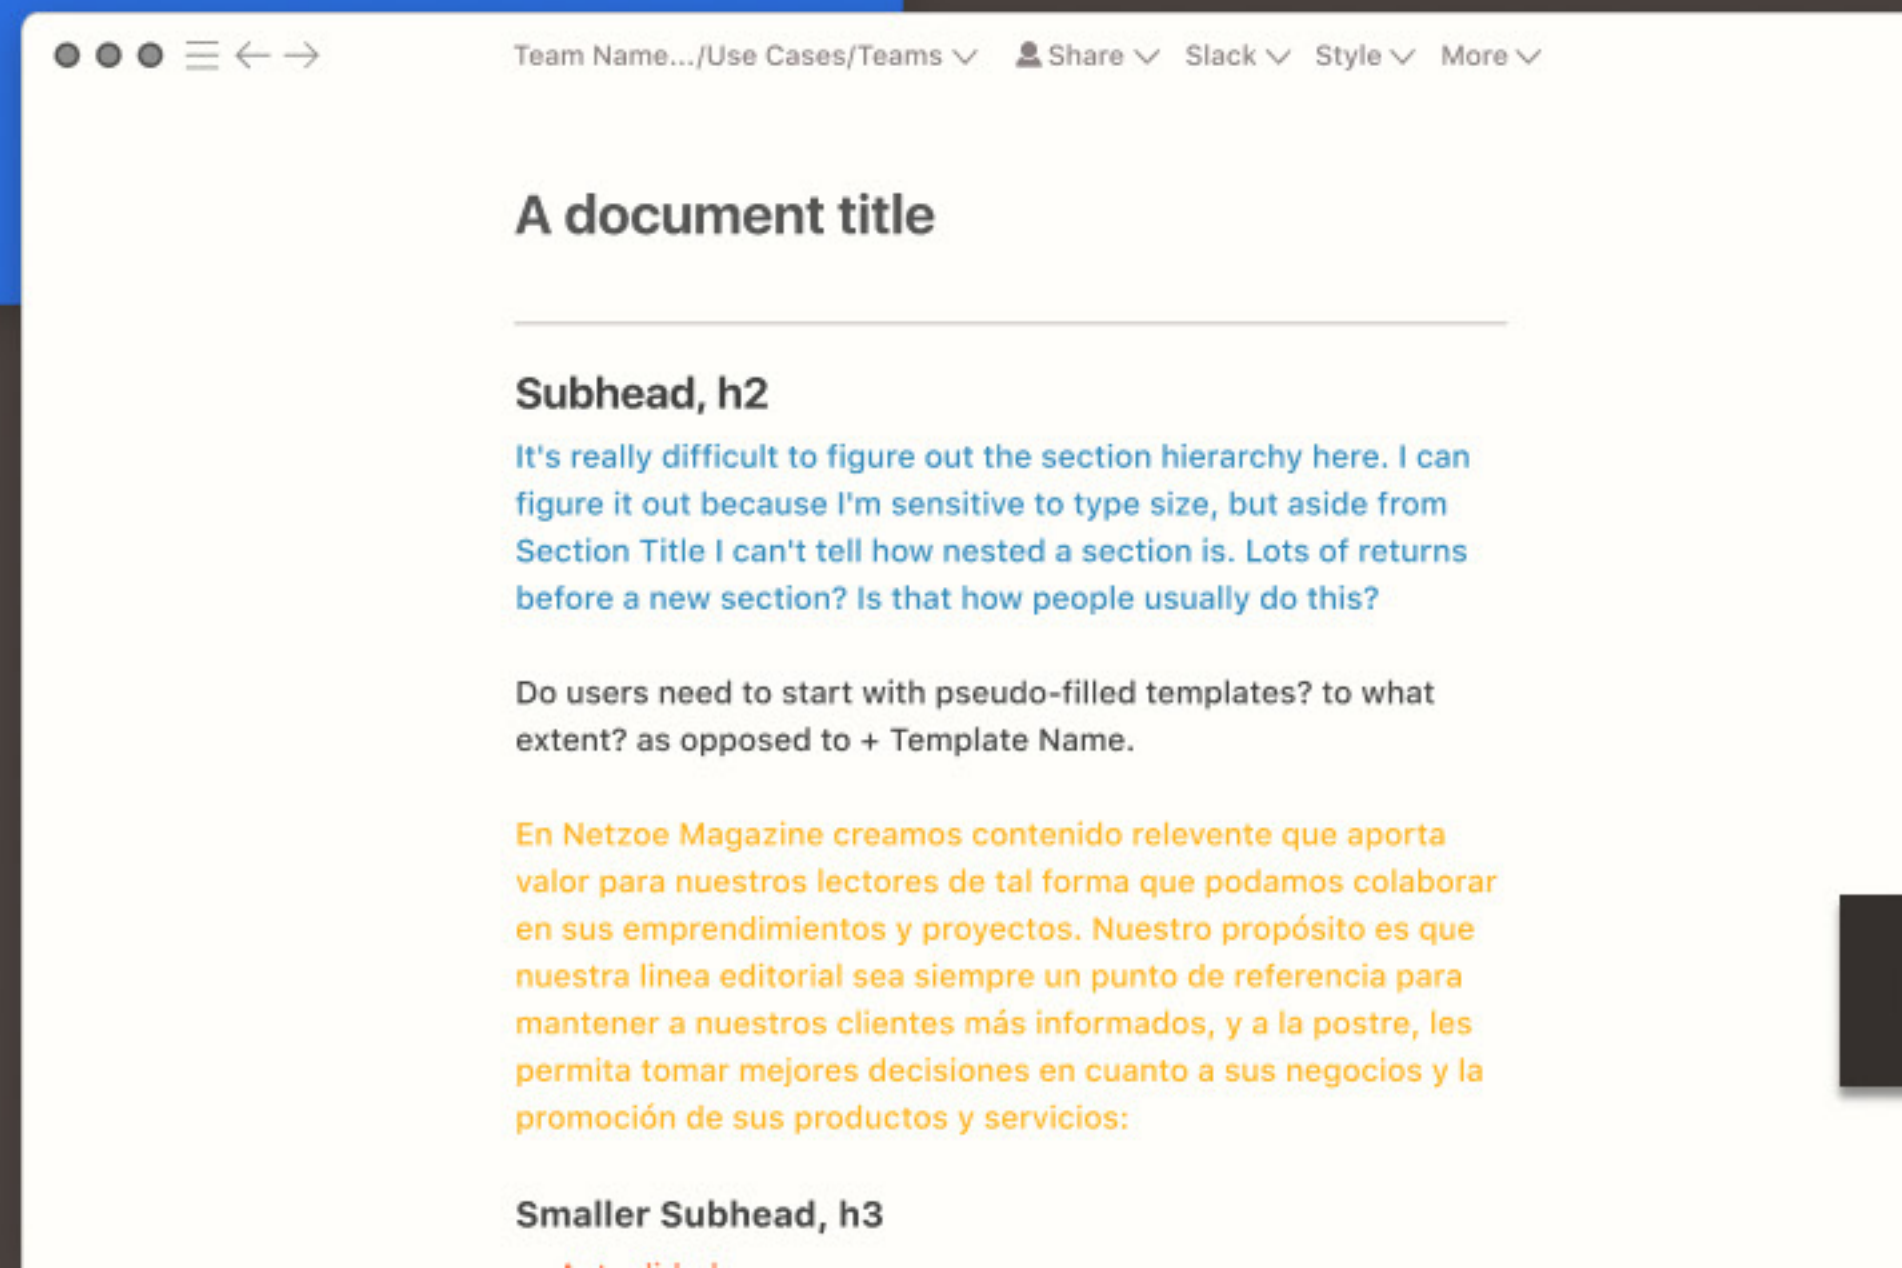 Team Name.../Use Cases/Teams Share Slack Style More
A document title
Subhead, h2
It's really difficult to figure out the section hierarchy here. I can
figure it out because I'm sensitive to type size, but aside from
Section Title I can't tell how nested a section is. Lots of returns
before a new section? Is that how people usually do this?
Do users need to start with pseudo-filled templates? to what
extent? as opposed to + Template Name.
En Netzoe Magazine creamos contenido relevente que aporta
valor para nuestros lectores de tal forma que podamos colaborar
en sus emprendimientos y proyectos. Nuestro propósito es que
nuestra linea editorial sea siempre un punto de referencia para
mantener a nuestros clientes más informados, y a la postre, les
permita tomar mejores decisiones en cuanto a sus negocios y la
promoción de sus productos y servicios:
Smaller Subhead, h3